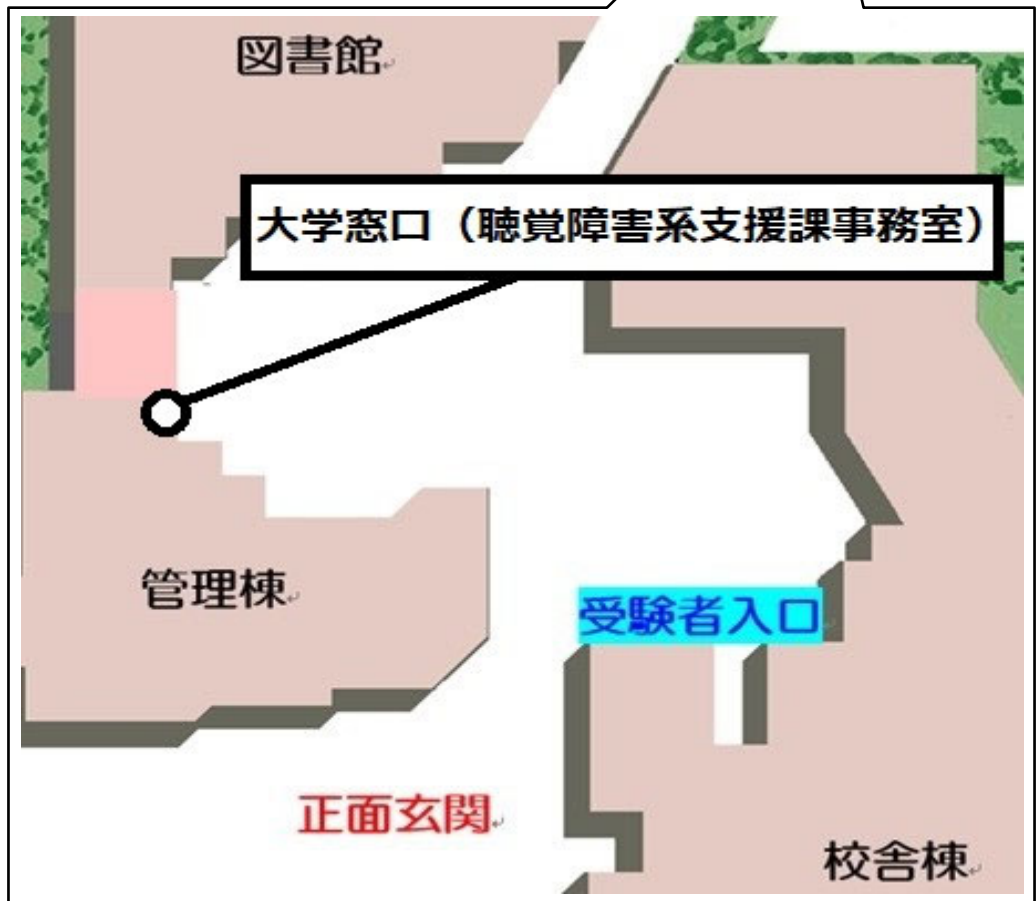 図書館
大学窓口（聴覚障害系支援課事務室）
管理棟
受験者入口
正面玄関
校舎棟